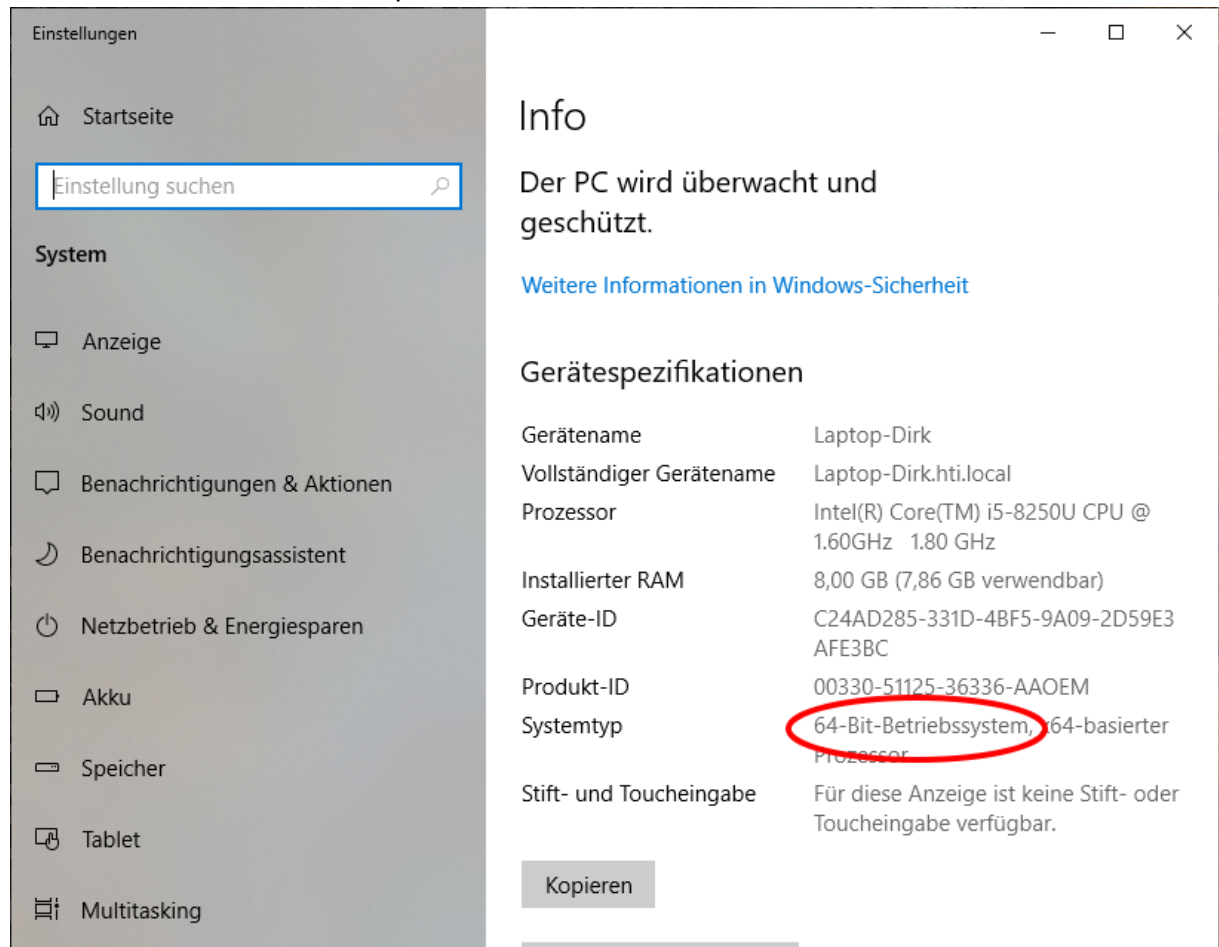 Einstellungen
Startseite
Einstellung suchen
System
Anzeige
Sound
Benachrichtigungen & Aktionen
Benachrichtigungsassistent
Netzbetrieb & Energiesparen
Akku
Speicher
Tablet
Multitasking
Info
Der PC wird überwacht und
geschützt.
Weitere Informationen in Windows-Sicherheit
Gerätespezifikationen
Gerätename Laptop-Dirk
Vollständiger Gerätename Laptop-Dirk.hti.local
Prozessor Intel(R) Core(TM) i5-8250U CPU @
1.60GHz 1.80 GHz
Installierter RAM 8,00 GB (7,86 GB verwendbar)
Geräte-ID C24AD285-331D-4BF5-9A09-2D59E3
AFE3BC
Produkt-ID 00330-51125-36336-AAOEM
Systemtyp 64-Bit-Betriebssystem, x64-basierter
Prozessor
Stift- und Toucheingabe Für diese Anzeige ist keine Stift- oder
Toucheingabe verfügbar.
Kopieren